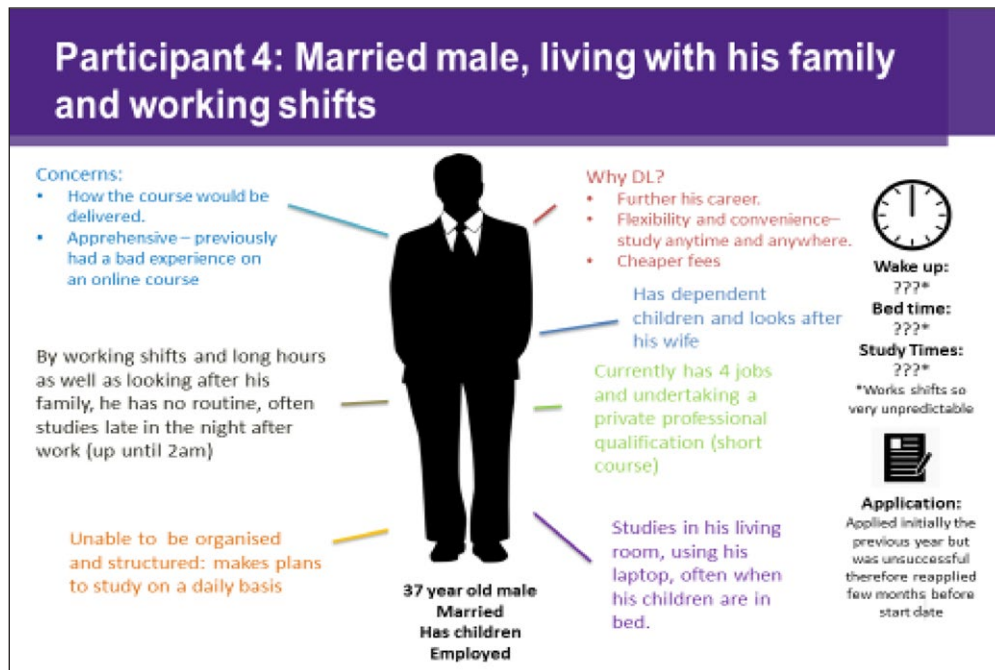 Participant 4: Married male, living with his family
and working shifts
Concerns:
• How the course would be
delivered.
• Apprehensive – previously
had a bad experience on
an online course
By working shifts and long hours
as well as looking after his
family, he has no routine, often
studies late in the night after
work (up until 2am)
Unable to be organised
and structured: makes plans
to study on a daily basis
37 year old male
Married
Has children
Employed
Why DL?
• Further his career.
• Flexibility and convenience–
study anytime and anywhere.
• Cheaper fees
Has dependent
children and looks after
his wife
Currently has 4 jobs
and undertaking a
private professional
qualification (short
course)
Studies in his living
room, using his
laptop, often when
his children are in
bed.
Wake up:
???*
Bed time:
???*
Study Times:
???*
*Works shifts so
very unpredictable
Application:
Applied initially the
previous year but
was unsuccessful
therefore reapplied
few months before
start date